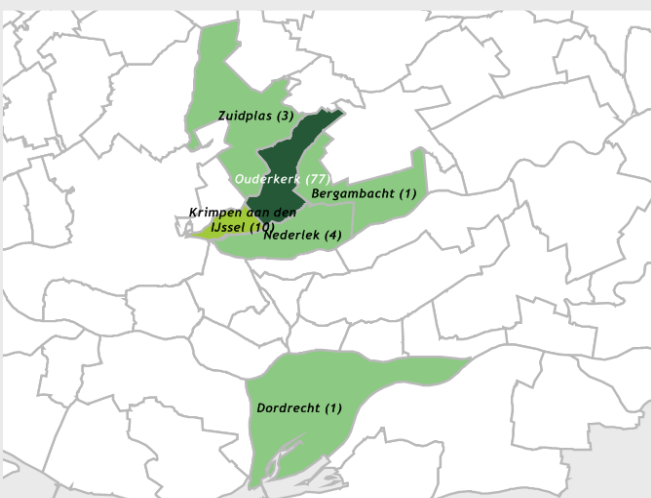 Zuidplas (3)
Ouderkerk (77)
Bergambacht (1)
Krimpen aan den
IJssel (10)
Nederlek (4)
Dordrecht (1)